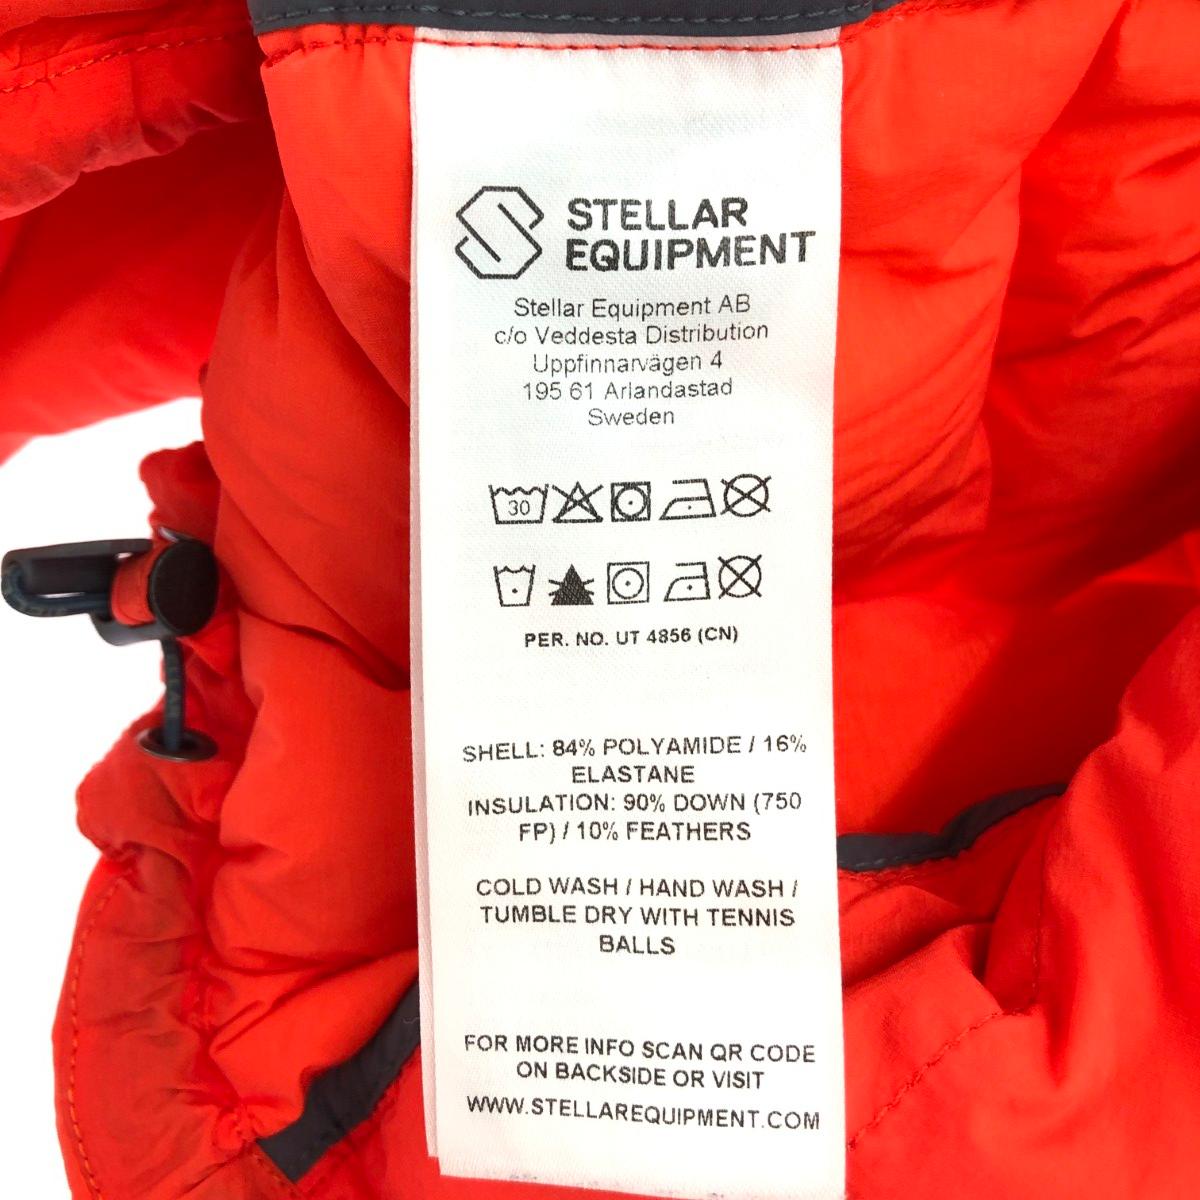 STELLAR
EQUIPMENT
Stellar Equipment AB
c/o Veddesta Distribution
Uppfinnarvägen 4
195 61 Arlandastad
Sweden
30
PER. NO. UT 4856 (CN)
SHELL: 84% POLYAMIDE / 16%
ELASTANE
INSULATION: 90% DOWN (750
FP) / 10% FEATHERS
COLD WASH / HAND WASH /
TUMBLE DRY WITH TENNIS
BALLS
FOR MORE INFO SCAN QR CODE
ON BACKSIDE OR VISIT
WWW.STELLAREQUIPMENT.COM